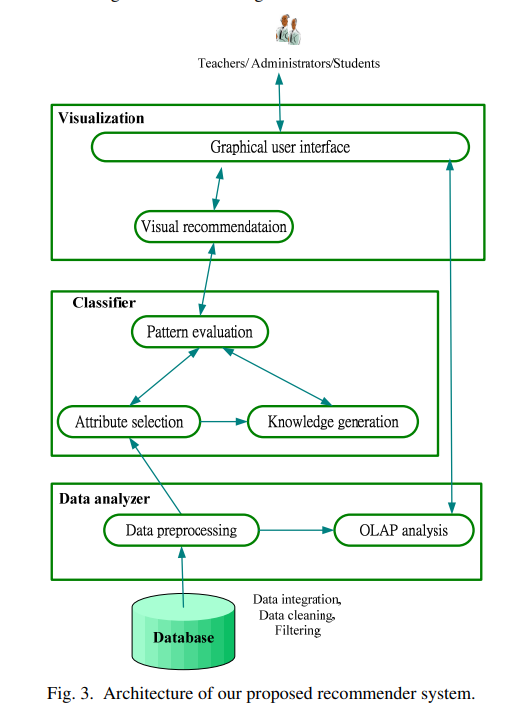 Teachers/ Administrators/Students
Visualization
Graphical user interface
Visual recommendataion
Classifier
Pattern evaluation
Attribute selection
Knowledge generation
Data analyzer
Data preprocessing
OLAP analysis
Data integration,
Data cleaning,
Filtering
Database
Fig. 3. Architecture of our proposed recommender system.